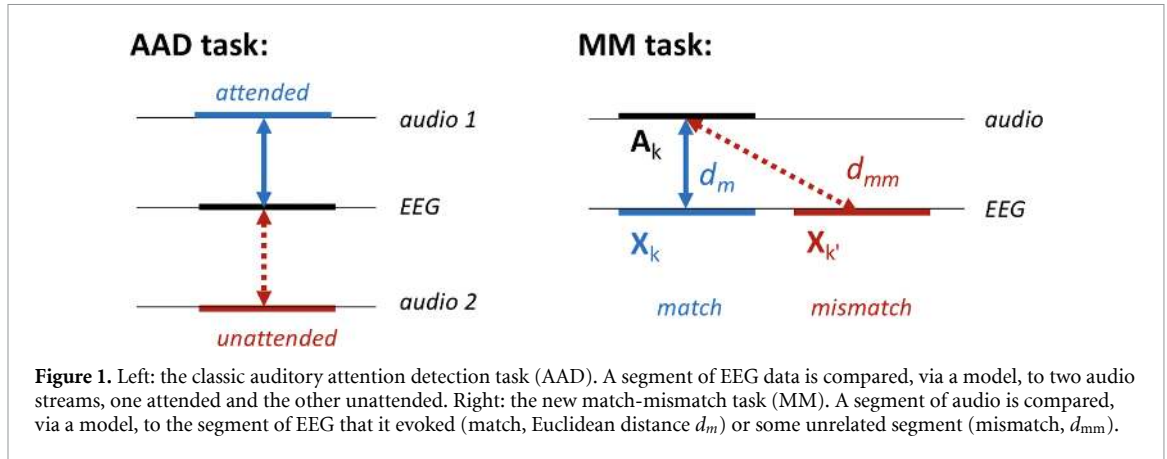 AAD task:
attended
audio 1
EEG
audio 2
unattended
MM task:
audio
A_k
d_m
d_mm
EEG
X_k
X_k'
match
mismatch
Figure 1. Left: the classic auditory attention detection task (AAD). A segment of EEG data is compared, via a model, to two audio
streams, one attended and the other unattended. Right: the new match-mismatch task (MM). A segment of audio is compared,
via a model, to the segment of EEG that it evoked (match, Euclidean distance d_m) or some unrelated segment (mismatch, d_mm).